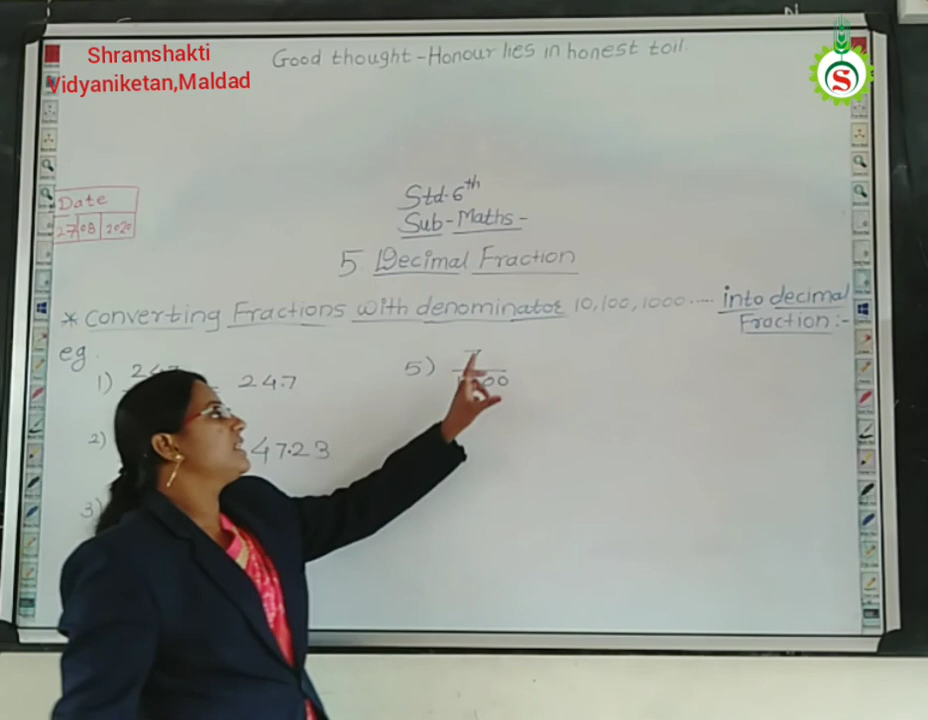 Shramshakti
Vidyaniketan,Maldad
Good thought - Honour lies in honest toil.
S
Date
27 08 2020
Std-6th
Sub-Maths-
5 Decimal Fraction
* Converting Fractions with denominator 10,100,1000.... into decimal
Fraction:-
eg.
1) 24.7
2) 47.23
3)
5) 7